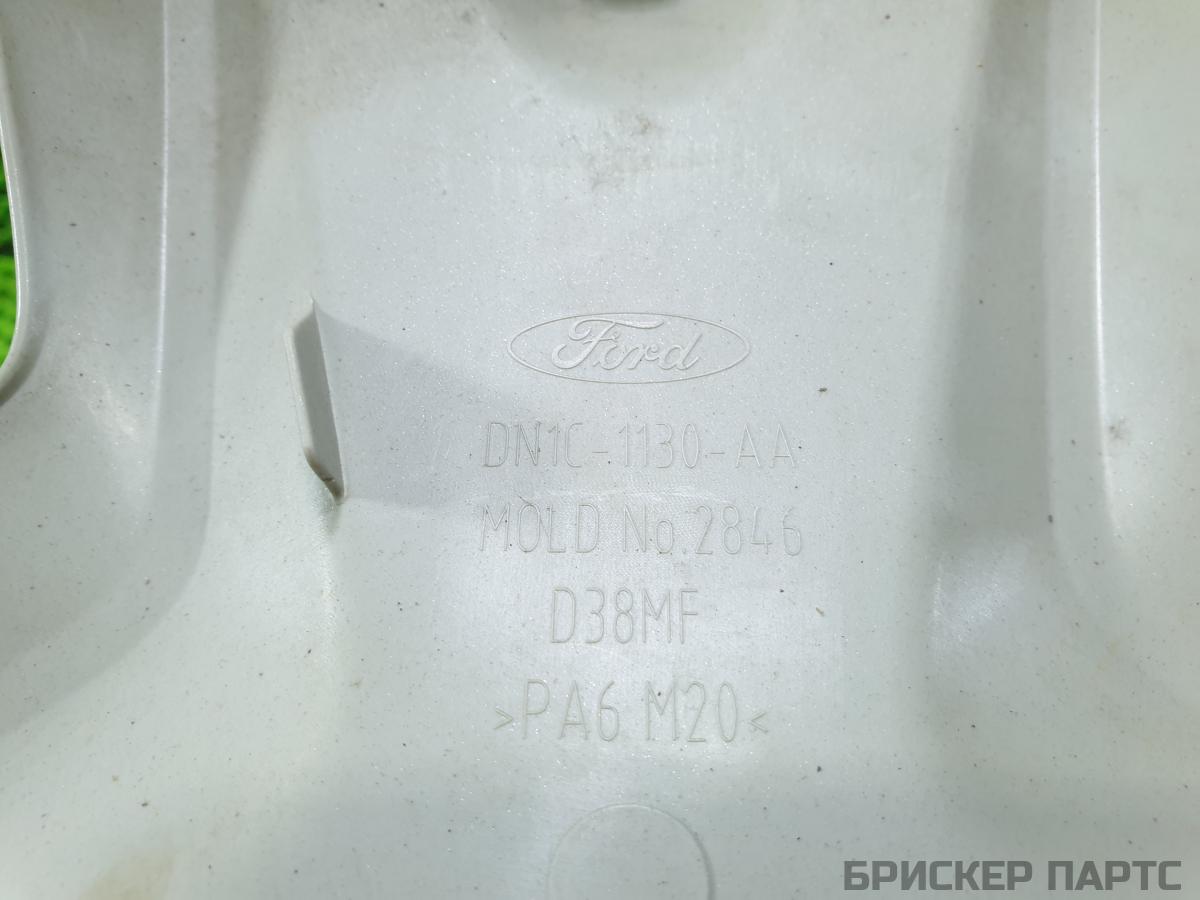 Ford
DN1C-1130-AA
MOLD No.2846
D38MF
>PA6 M20<
БРИСКЕР ПАРТС